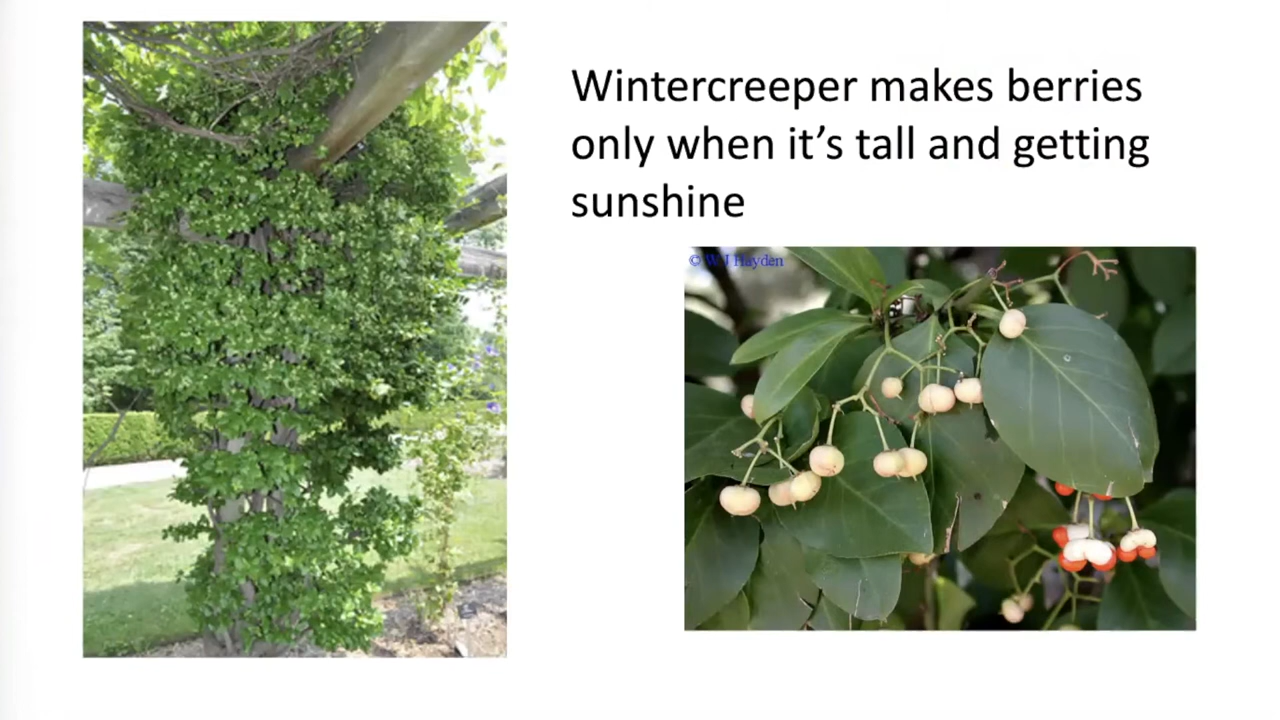 Wintercreeper makes berries
only when it’s tall and getting
sunshine
© W J Hayden